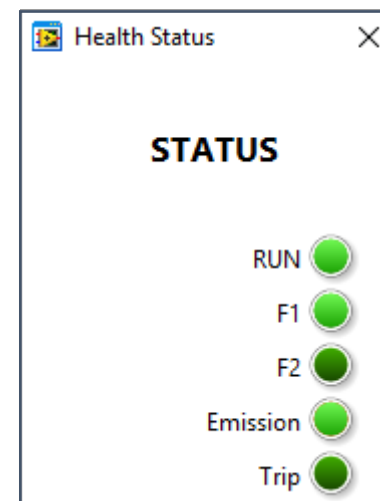 Health Status
STATUS
RUN
F1
F2
Emission
Trip